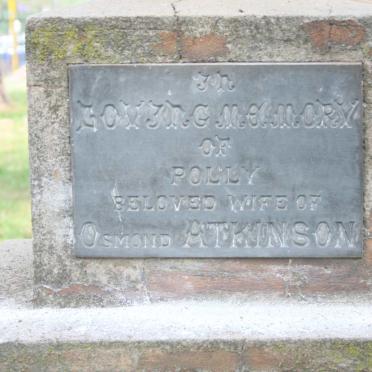 In
LOVING MEMORY
OF
POLLY
BELOVED WIFE OF
OSMOND ATKINSON